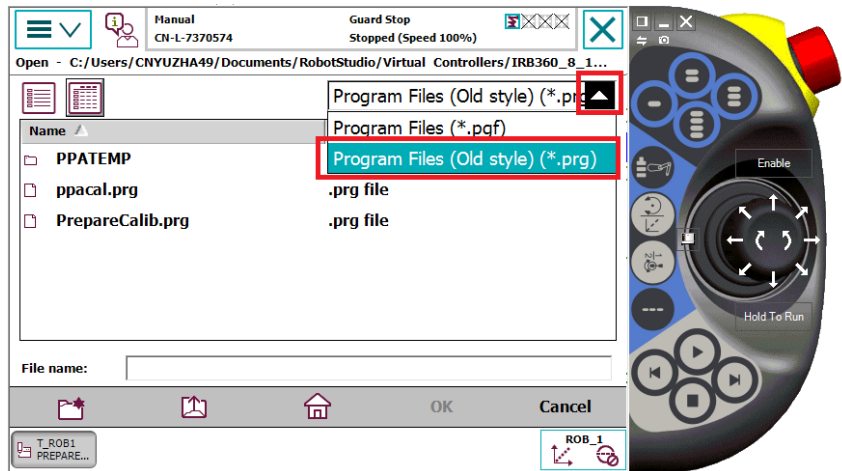 Manual
CN-L-7370574
Guard Stop
Stopped (Speed 100%)
Open - C:/Users/CNYUZHA49/Documents/RobotStudio/Virtual Controllers/IRB360_8_1...
Program Files (Old style) (*.prg
Name
Program Files (*.pgf)
Program Files (Old style) (*.prg)
PPATEMP
ppacal.prg .prg file
PrepareCalib.prg .prg file
File name:
OK
Cancel
T_ROB1
PREPARE...
ROB_1
Enable
Hold To Run